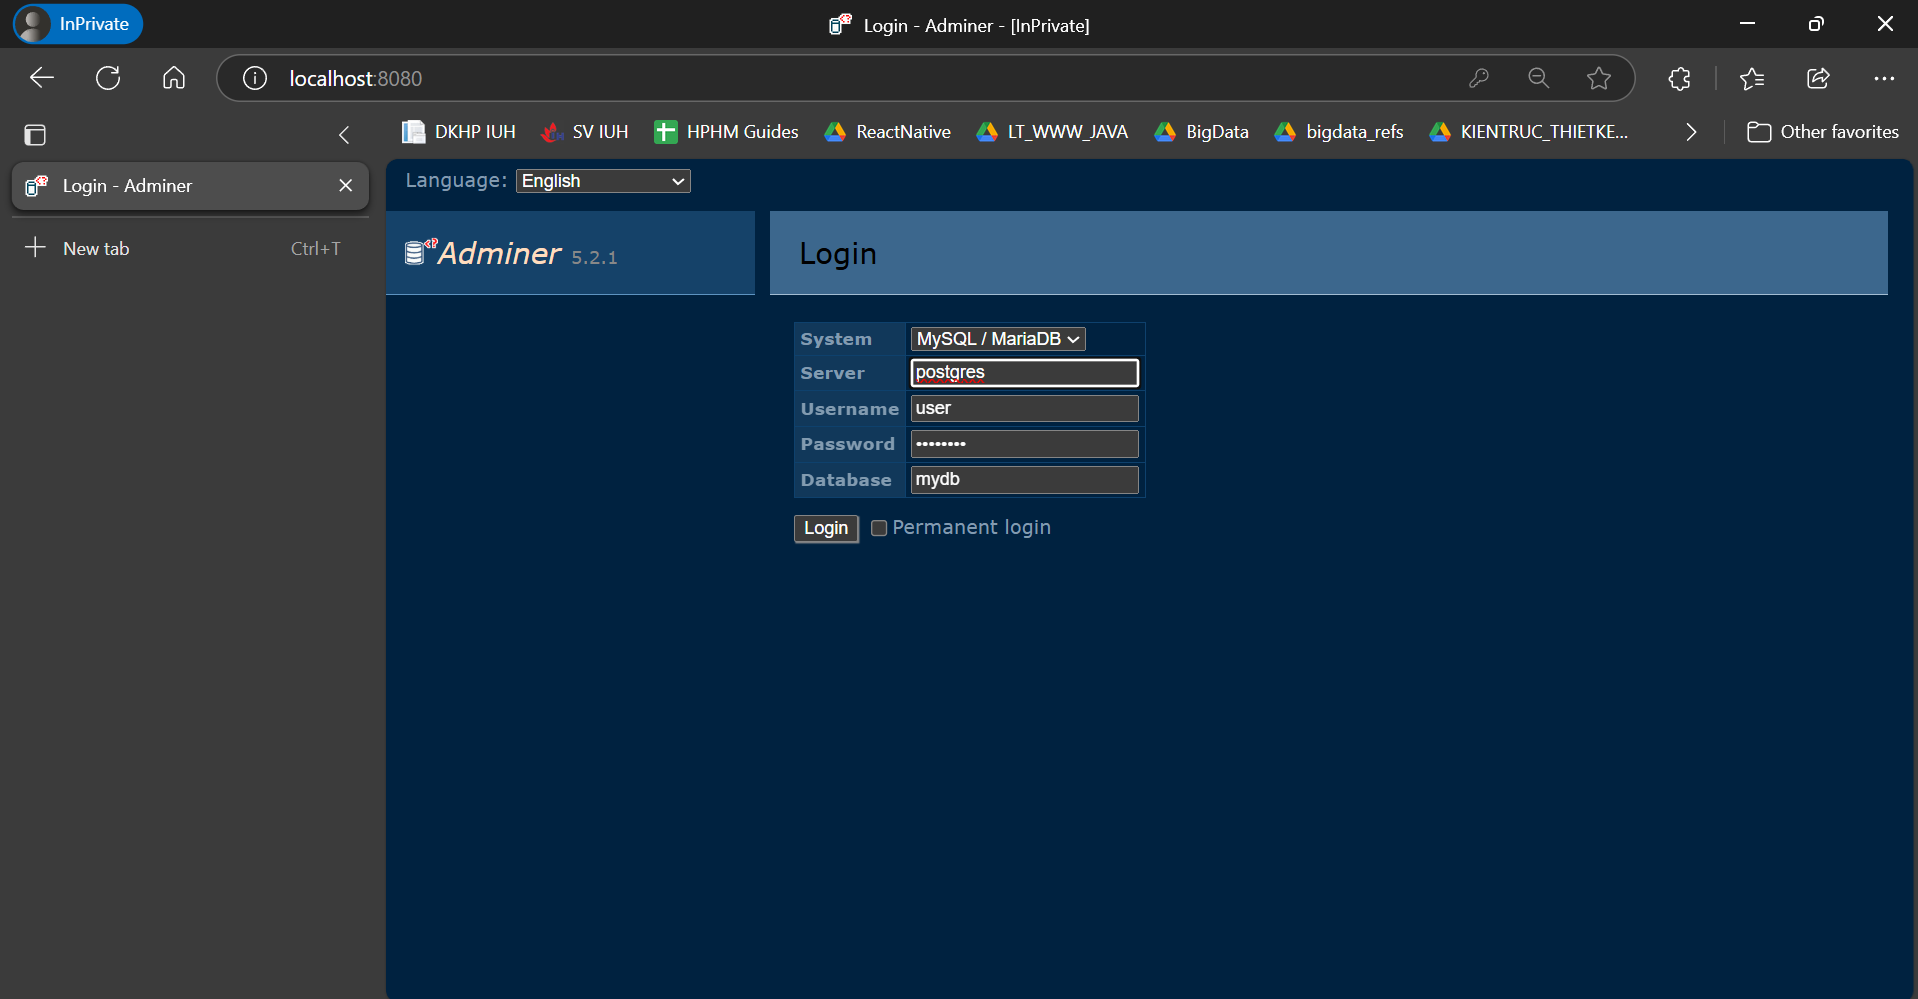 InPrivate
Login - Adminer - [InPrivate]
localhost:8080
DKHP IUH
SV IUH
HPHM Guides
ReactNative
LT_WWW_JAVA
BigData
bigdata_refs
KIENTRUC_THIETKE...
Other favorites
Login - Adminer
New tab
Ctrl+T
Language: English
Adminer 5.2.1
Login
System MySQL / MariaDB
Server postgres
Username user
Password ••••••••
Database mydb
Login Permanent login